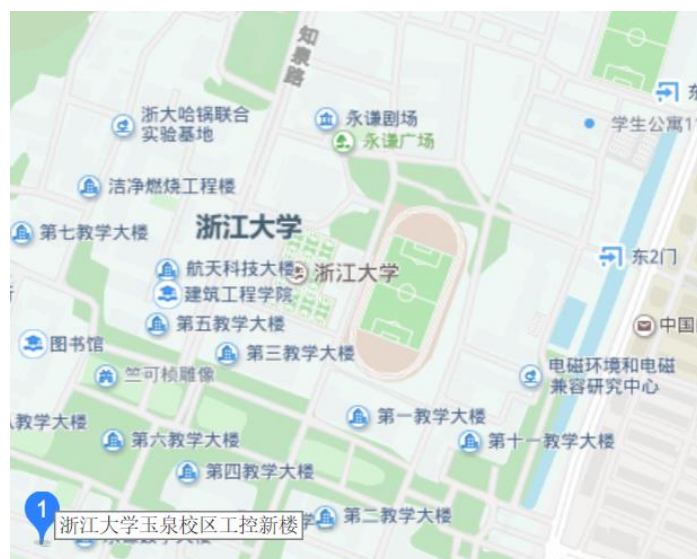 知泉路
东
浙大哈锅联合
实验基地
永谦剧场
永谦广场
学生公寓1
洁净燃烧工程楼
浙江大学
第七教学大楼
东2门
航天科技大楼
浙江大学
建筑工程学院
第五教学大楼
中国
图书馆
第三教学大楼
电磁环境和电磁
兼容研究中心
竺可桢雕像
教学大楼
第一教学大楼
第六教学大楼
第十一教学大楼
第四教学大楼
1
浙江大学玉泉校区工控新楼
第二教学大楼